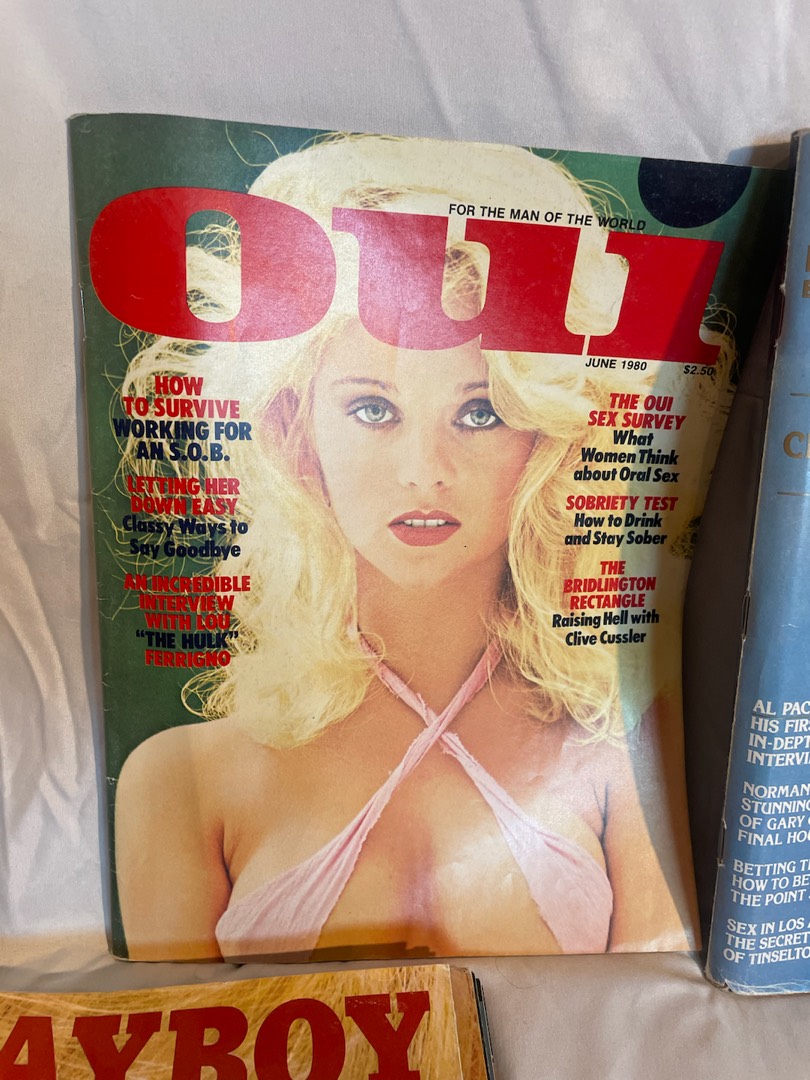 FOR THE MAN OF THE WORLD
Oui
JUNE 1980
$2.50
HOW
TO SURVIVE
WORKING FOR
AN S.O.B.
LETTING HER
DOWN EASY
Classy Ways to
Say Goodbye
AN INCREDIBLE
INTERVIEW
WITH LOU
"THE HULK"
FERRIGNO
THE OUI
SEX SURVEY
What
Women Think
about Oral Sex
SOBRIETY TEST
How to Drink
and Stay Sober
THE
BRIDLINGTON
RECTANGLE
Raising Hell with
Clive Cussler
AL PAC
HIS FIRS
IN-DEPT
INTERVI
NORMAN
STUNNING
OF GARY
FINAL HO
BETTING T
HOW TO BE
THE POINT
SEX IN LOS
THE SECRET
OF TINSELTO
AYBOY